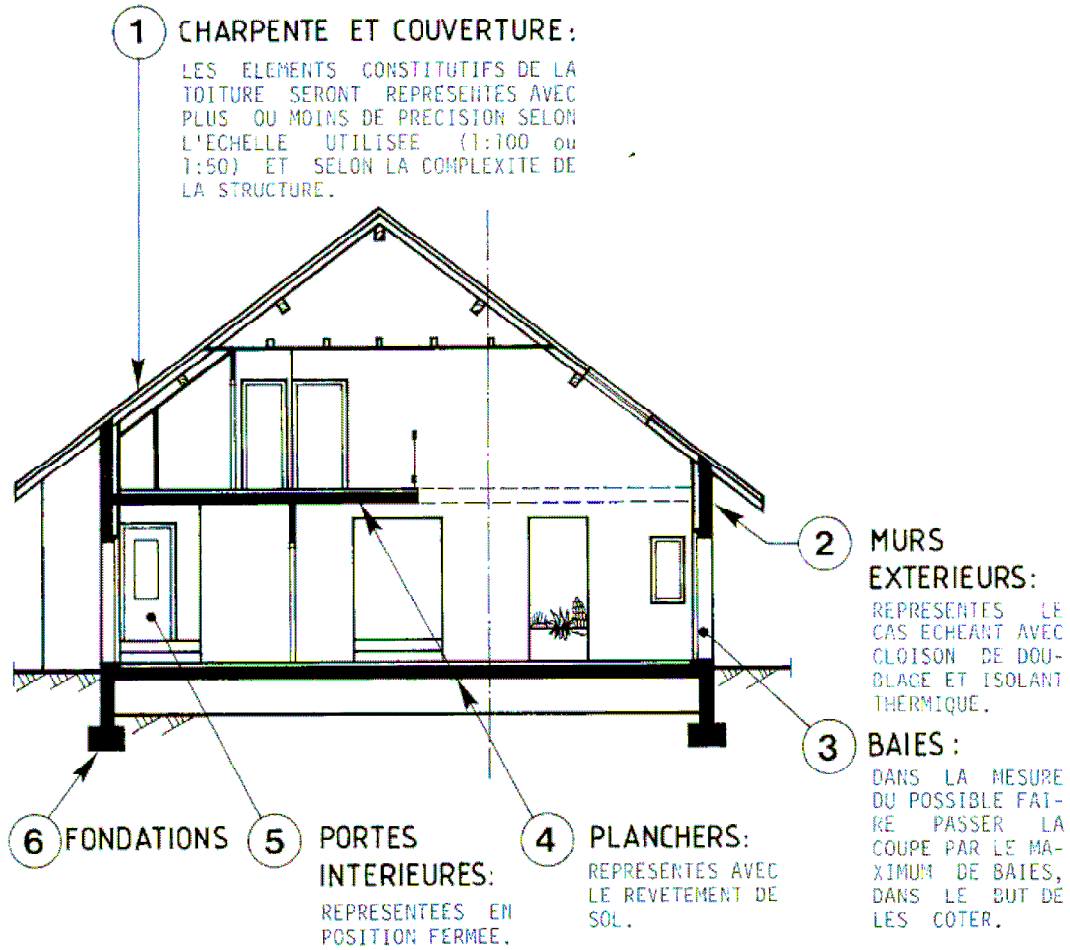 1 CHARPENTE ET COUVERTURE:
LES ELEMENTS CONSTITUTIFS DE LA
TOITURE SERONT REPRESENTES AVEC
PLUS OU MOINS DE PRECISION SELON
L'ECHELLE UTILISEE (1:100 ou
1:50) ET SELON LA COMPLEXITE DE
LA STRUCTURE.
2 MURS
EXTERIEURS:
REPRESENTES LE
CAS ECHEANT AVEC
CLOISON DE DOU-
BLAGE ET ISOLANT
THERMIQUE.
3 BAIES:
DANS LA MESURE
DU POSSIBLE FAI-
RE PASSER LA
COUPE PAR LE MA-
XIMUM DE BAIES,
DANS LE BUT DE
LES COTER.
6 FONDATIONS
5 PORTES
INTERIEURES:
REPRESENTEES EN
POSITION FERMEE.
4 PLANCHERS:
REPRESENTES AVEC
LE REVETEMENT DE
SOL.